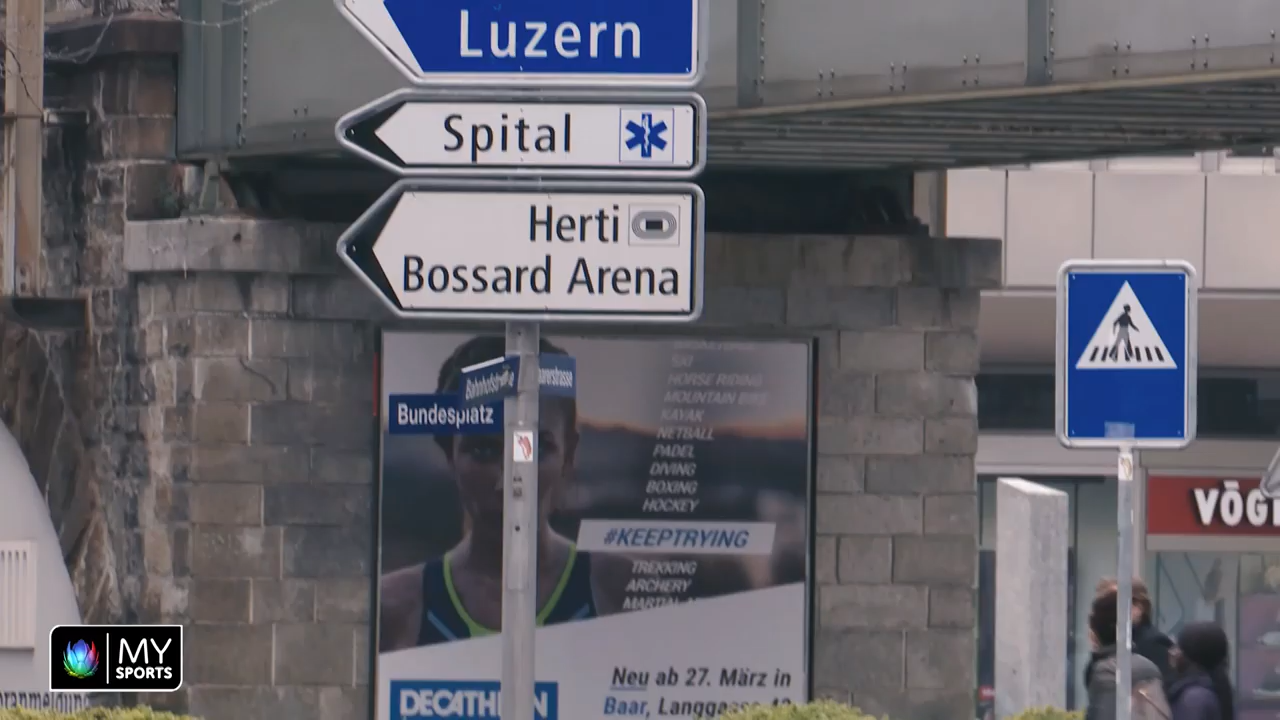 Luzern
Spital
Herti
Bossard Arena
Bahnhofstrasse
Bundesplatz
SKI
HORSE RIDING
MOUNTAIN BIKE
KAYAK
NETBALL
PADEL
DIVING
BOXING
HOCKEY
#KEEPTRYING
TREKKING
ARCHERY
DECATHLON
Neu ab 27. März in
Baar, Langgasse
VÖG
MY
SPORTS